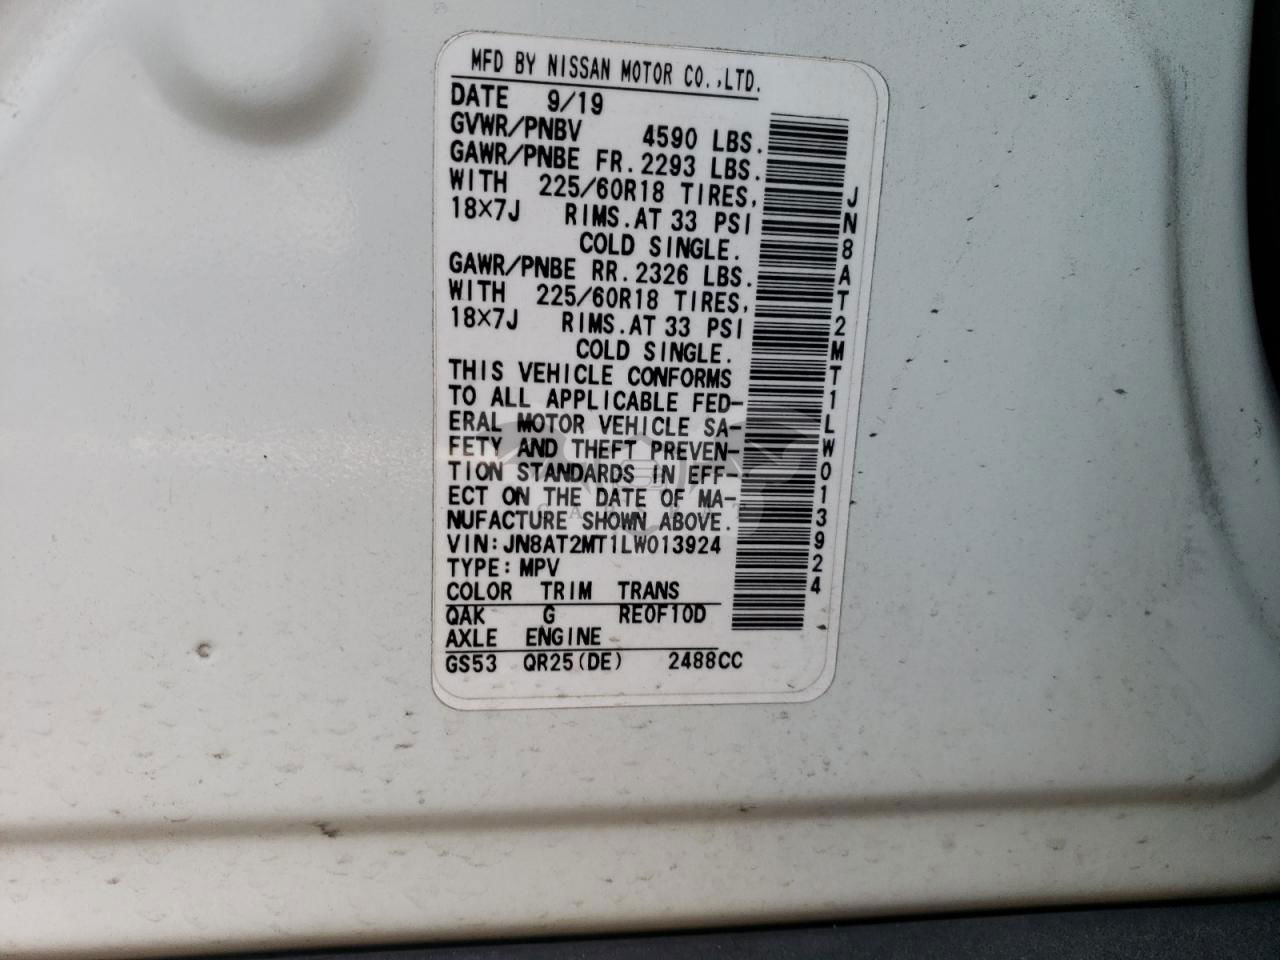 MFD BY NISSAN MOTOR CO.,LTD.
DATE 9/19
GVWR/PNBV 4590 LBS.
GAWR/PNBE FR. 2293 LBS.
WITH 225/60R18 TIRES,
18X7J RIMS. AT 33 PSI
COLD SINGLE.
GAWR/PNBE RR. 2326 LBS.
WITH 225/60R18 TIRES,
18X7J RIMS. AT 33 PSI
COLD SINGLE.
THIS VEHICLE CONFORMS
TO ALL APPLICABLE FED-
ERAL MOTOR VEHICLE SA-
FETY AND THEFT PREVEN-
TION STANDARDS IN EFF-
ECT ON THE DATE OF MA-
NUFACTURE SHOWN ABOVE.
VIN: JN8AT2MT1LW013924
TYPE: MPV
COLOR TRIM TRANS
QAK G RE0F10D
AXLE ENGINE
GS53 QR25(DE) 2488CC
JN8AT2MT1LW013924